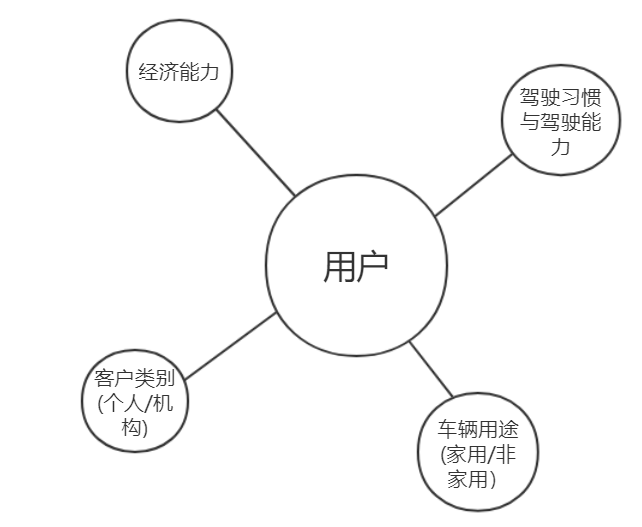 经济能力
驾驶习惯
与驾驶能
力
用户
客户类别
(个人/机
构)
车辆用途
(家用/非
家用）